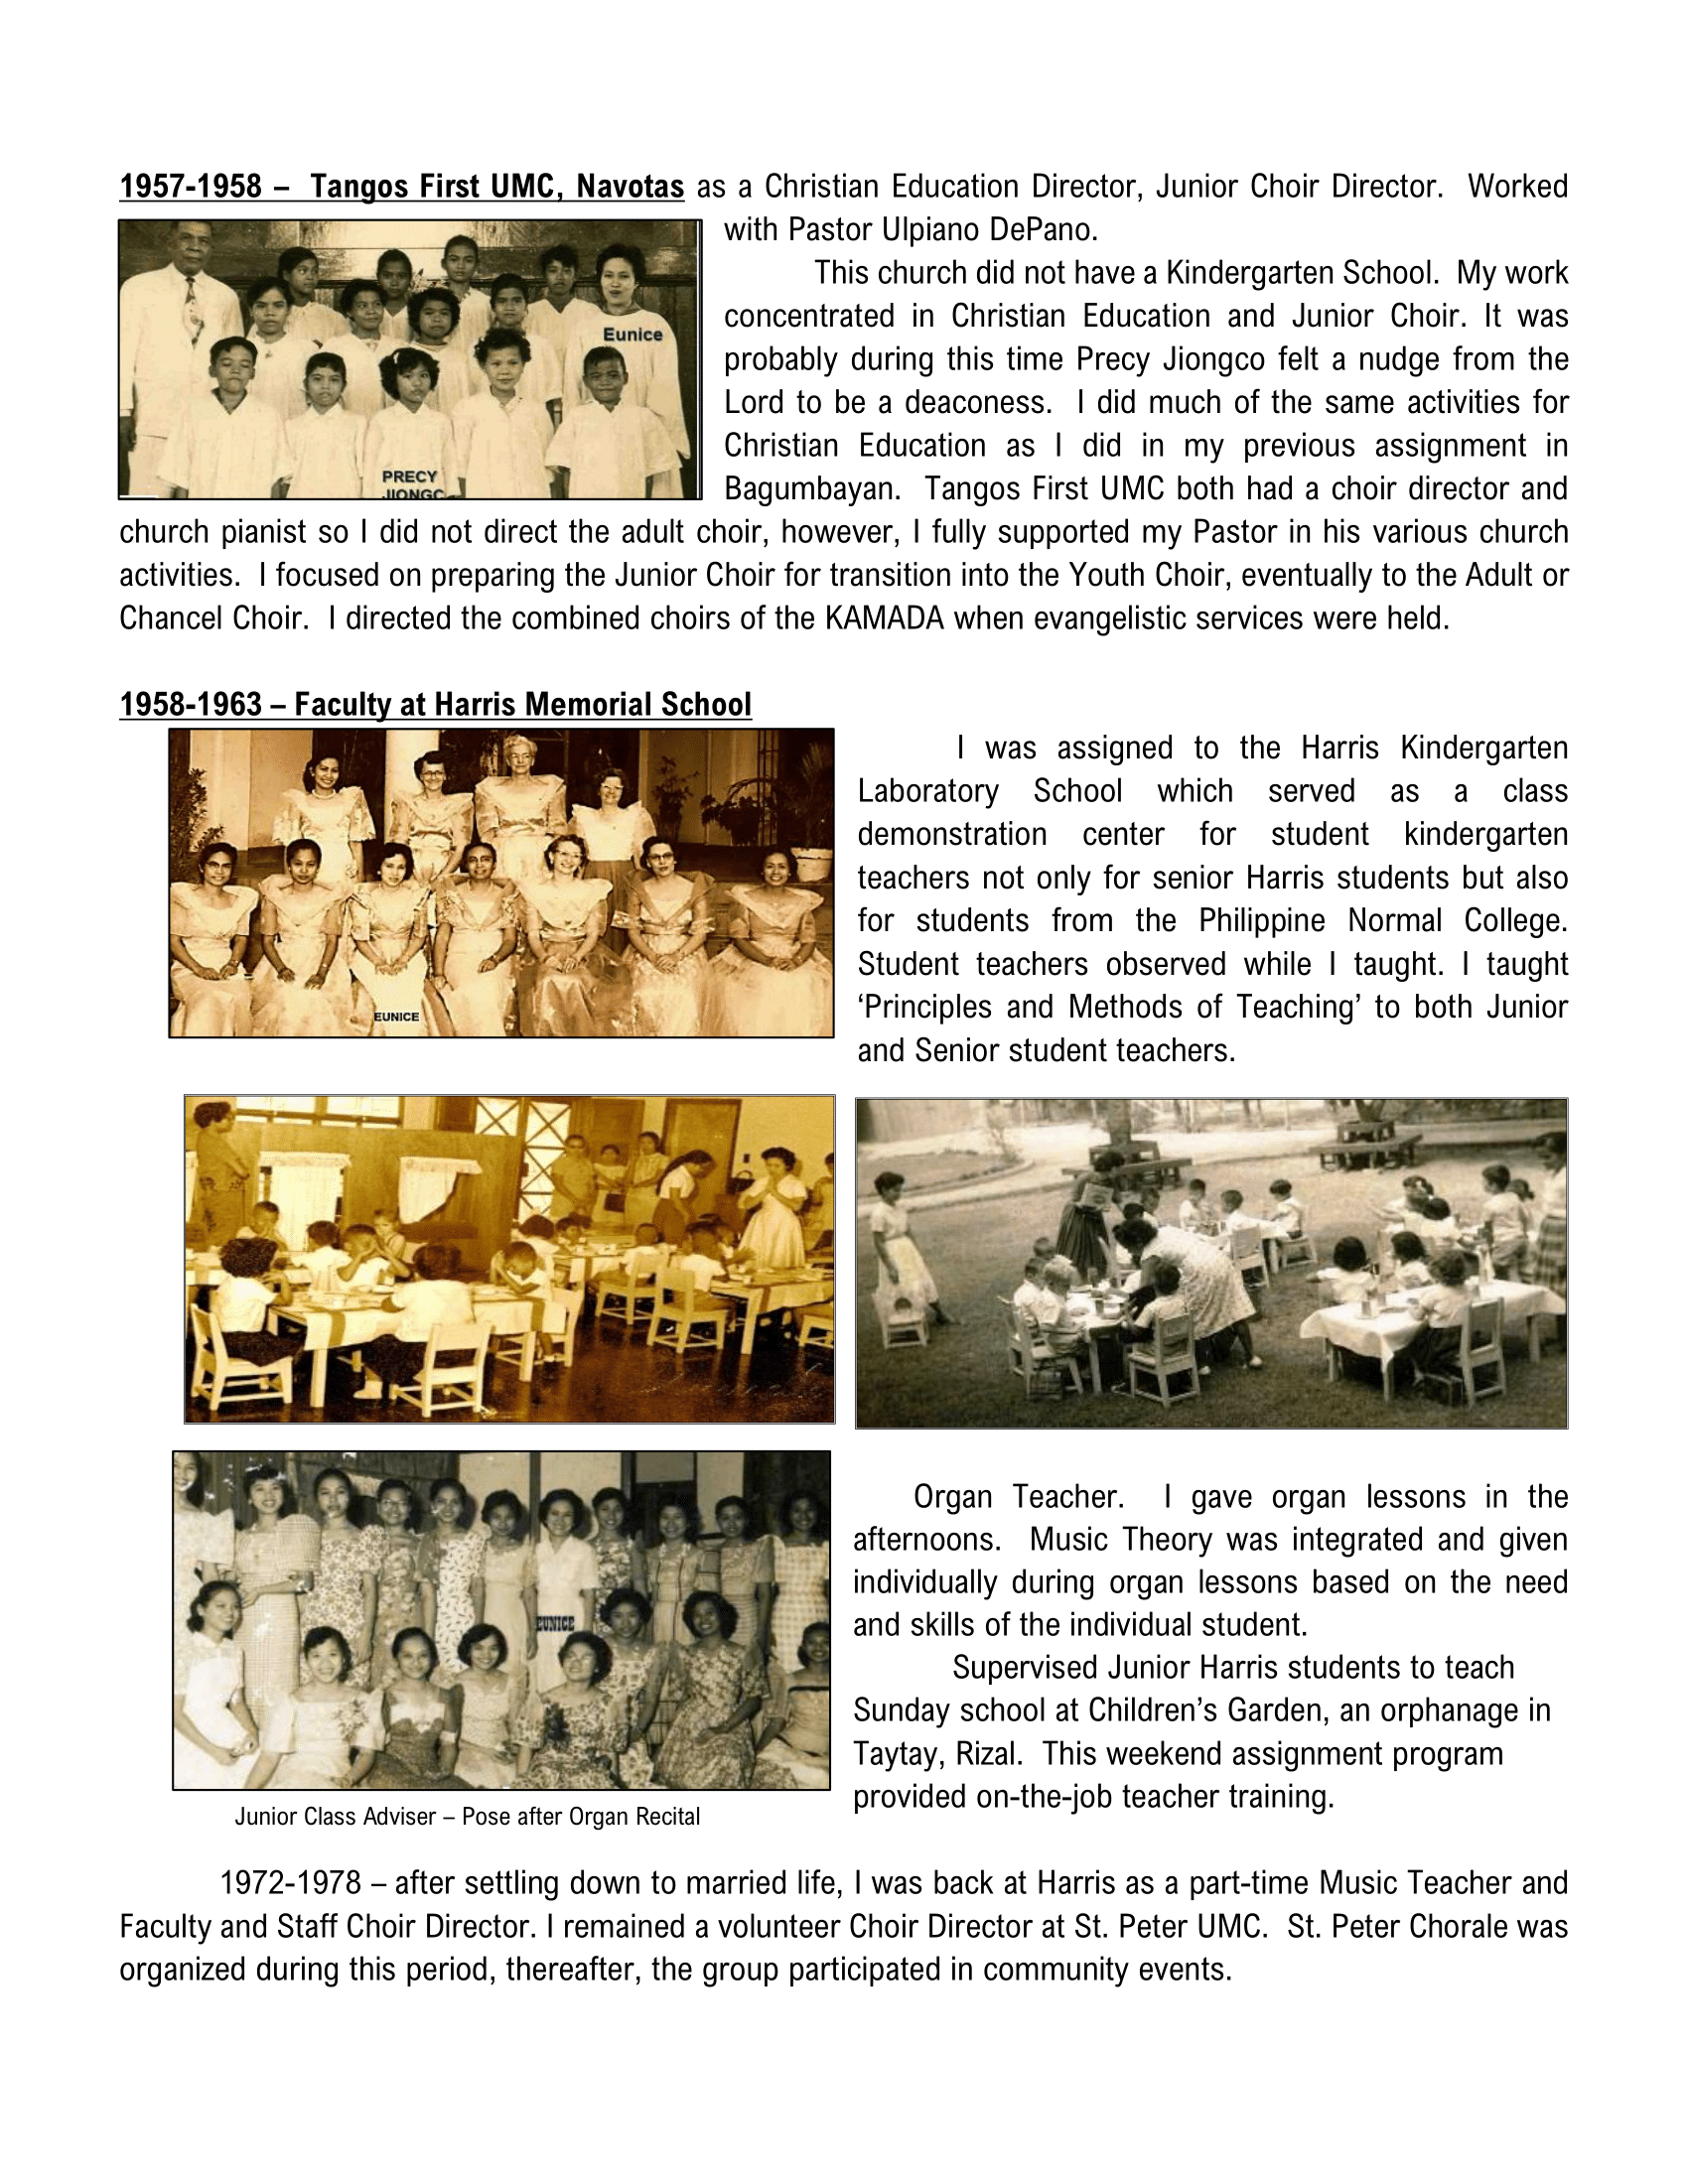 1957-1958 – Tangos First UMC, Navotas as a Christian Education Director, Junior Choir Director. Worked
with Pastor Ulpiano DePano.
This church did not have a Kindergarten School. My work
concentrated in Christian Education and Junior Choir. It was
probably during this time Precy Jiongco felt a nudge from the
Lord to be a deaconess. I did much of the same activities for
Christian Education as I did in my previous assignment in
Bagumbayan. Tangos First UMC both had a choir director and
church pianist so I did not direct the adult choir, however, I fully supported my Pastor in his various church
activities. I focused on preparing the Junior Choir for transition into the Youth Choir, eventually to the Adult or
Chancel Choir. I directed the combined choirs of the KAMADA when evangelistic services were held.
Eunice
PRECY
JIONGC
1958-1963 – Faculty at Harris Memorial School
I was assigned to the Harris Kindergarten
Laboratory School which served as a class
demonstration center for student kindergarten
teachers not only for senior Harris students but also
for students from the Philippine Normal College.
Student teachers observed while I taught. I taught
‘Principles and Methods of Teaching’ to both Junior
and Senior student teachers.
EUNICE
Organ Teacher. I gave organ lessons in the
afternoons. Music Theory was integrated and given
individually during organ lessons based on the need
and skills of the individual student.
Supervised Junior Harris students to teach
Sunday school at Children’s Garden, an orphanage in
Taytay, Rizal. This weekend assignment program
provided on-the-job teacher training.
EUNICE
Junior Class Adviser – Pose after Organ Recital
1972-1978 – after settling down to married life, I was back at Harris as a part-time Music Teacher and
Faculty and Staff Choir Director. I remained a volunteer Choir Director at St. Peter UMC. St. Peter Chorale was
organized during this period, thereafter, the group participated in community events.